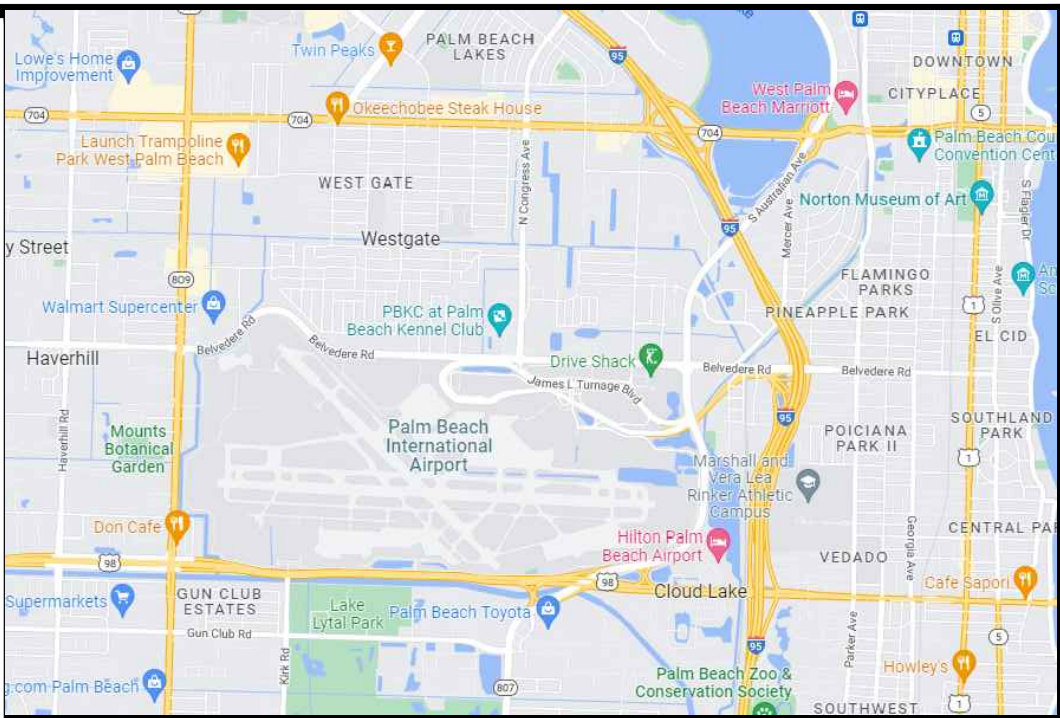 PALM BEACH
LAKES
Twin Peaks
Lowe's Home
Improvement
95
DOWNTOWN
West Palm
Beach Marriott
CITYPLACE
Okeechobee Steak House
704
704
704
5
Launch Trampoline
Park West Palm Beach
Palm Beach Cou
Convention Cent
WEST GATE
N Congress Ave
S Australian Ave
Mercer Ave
Norton Museum of Art
S Flagler Dr
95
y Street
Westgate
809
FLAMINGO
PARKS
An
Sc
Walmart Supercenter
PBKC at Palm
Beach Kennel Club
PINEAPPLE PARK
1
S Olive Ave
EL CID
Belvedere Rd
Belvedere Rd
Haverhill
Drive Shack
Belvedere Rd
Belvedere Rd
James L Turnage Blvd
Haverhill Rd
Mounts
Botanical
Garden
Palm Beach
International
Airport
95
POICIANA
PARK II
SOUTHLAND
PARK
1
Marshall and
Vera Lea
Rinker Athletic
Campus
Don Cafe
Hilton Palm
Beach Airport
Georgia Ave
CENTRAL PA
VEDADO
98
98
Cloud Lake
Cafe Sapori
Supermarkets
GUN CLUB
ESTATES
Lake
Lytal Park
Palm Beach Toyota
Gun Club Rd
Kirk Rd
95
Parker Ave
5
Howley's
g.com Palm Beach
807
Palm Beach Zoo &
Conservation Society
SOUTHWEST
1